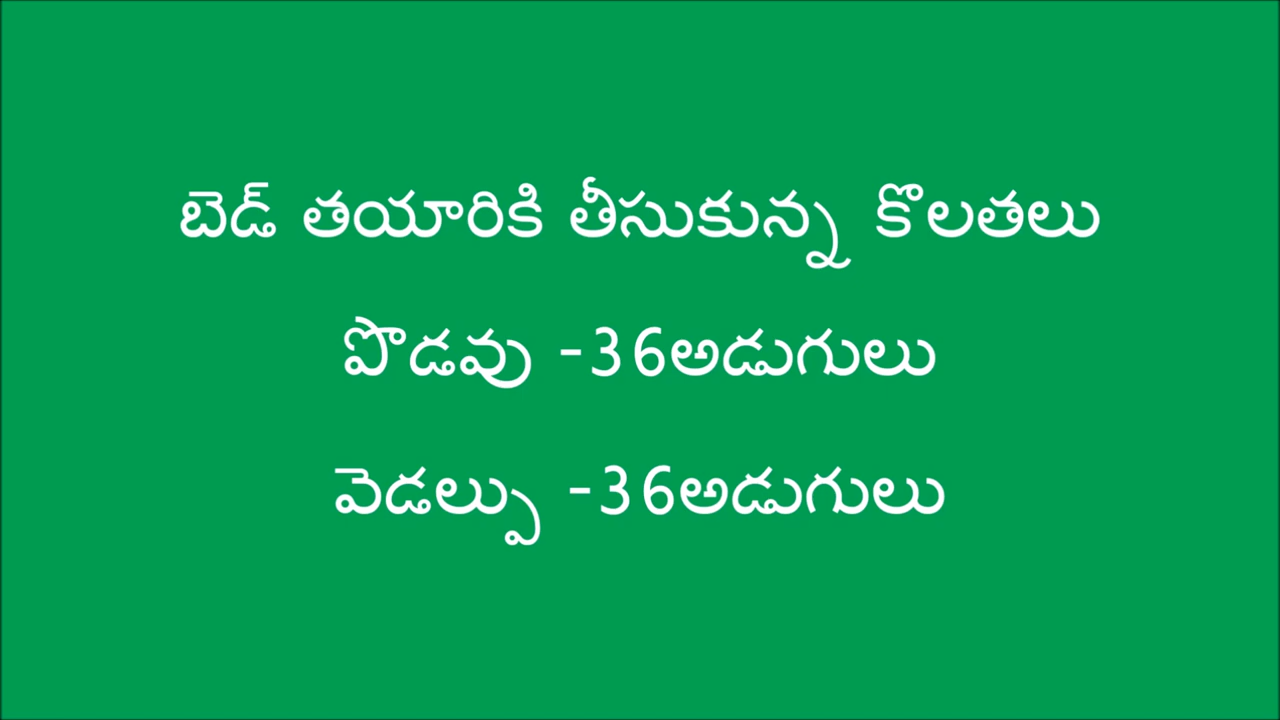 బెడ్ తయారికి తీసుకున్న కొలతలు
పొడవు -36అడుగులు
వెడల్పు -36అడుగులు